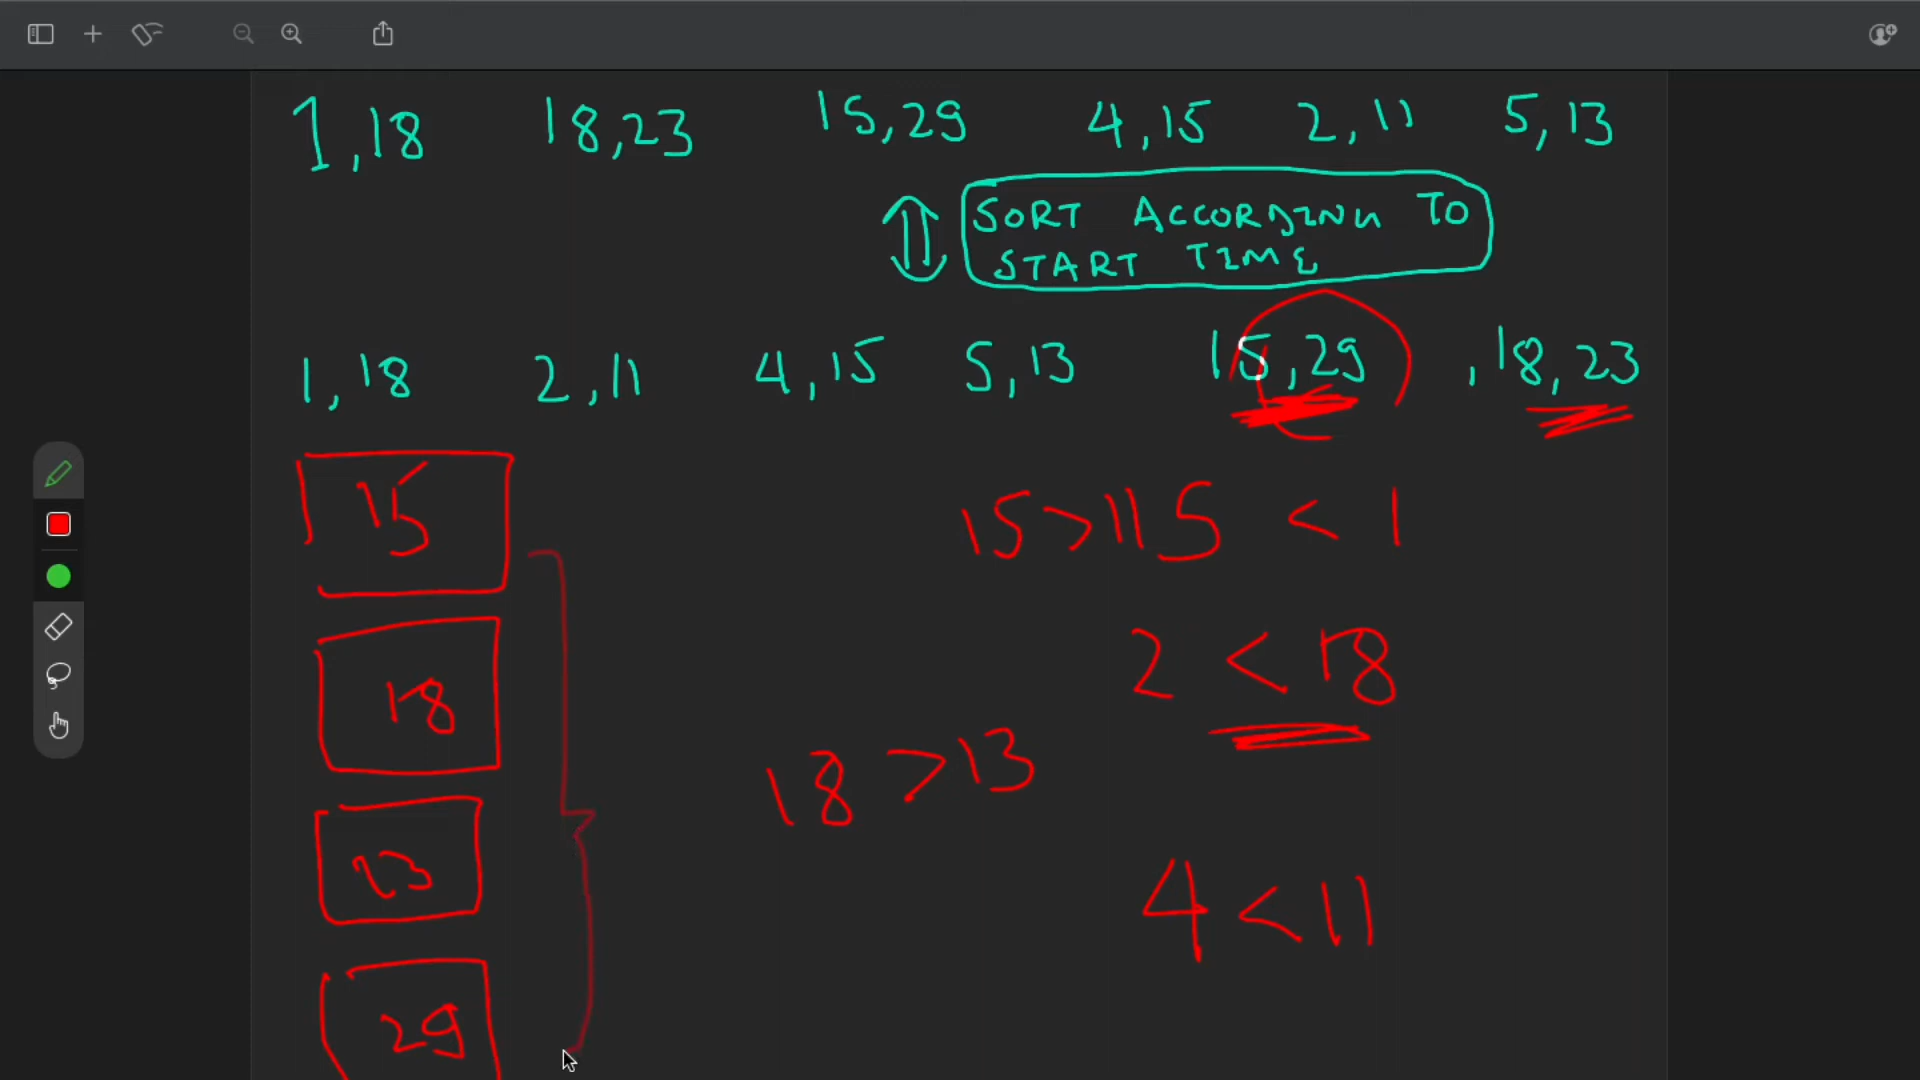 1,18 18,23 15,29 4,15 2,11 5,13
SORT ACCORDING TO
START TIME
1,18 2,11 4,15 5,13 15,29 ,18,23
15
15>11 5 < 1
18
2 < 18
18 > 13
13
4 < 11
29